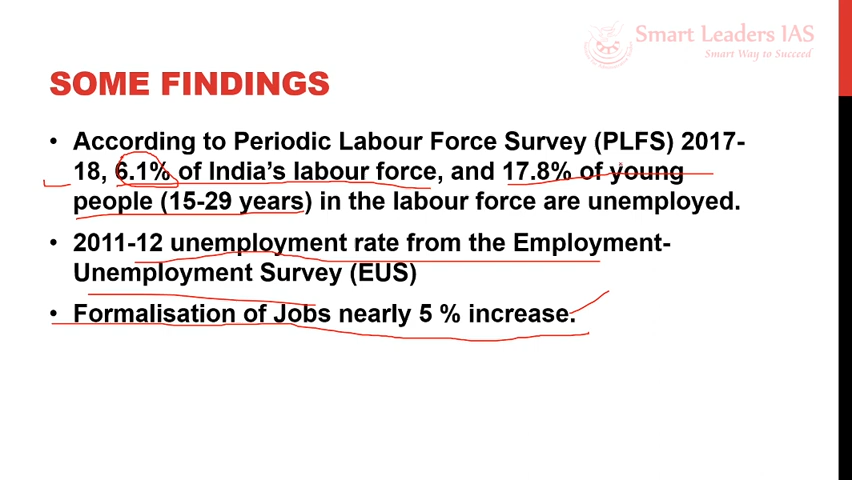 Smart Leaders IAS
Smart Way to Succeed
SOME FINDINGS
• According to Periodic Labour Force Survey (PLFS) 2017-
18, 6.1% of India's labour force, and 17.8% of young
people (15-29 years) in the labour force are unemployed.
• 2011-12 unemployment rate from the Employment-
Unemployment Survey (EUS)
• Formalisation of Jobs nearly 5 % increase.